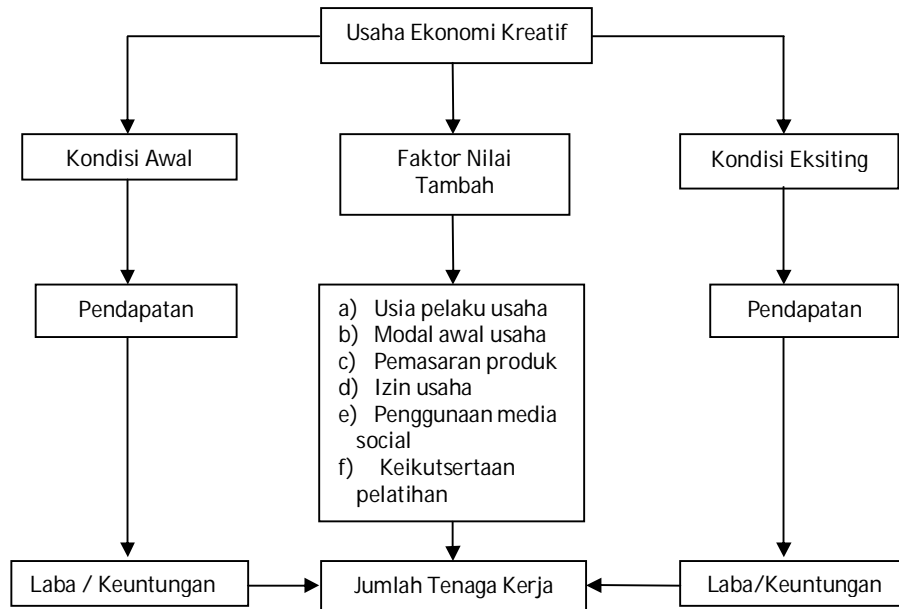 Usaha Ekonomi Kreatif
Kondisi Awal
Faktor Nilai
Tambah
Kondisi Eksiting
Pendapatan
a) Usia pelaku usaha
b) Modal awal usaha
c) Pemasaran produk
d) Izin usaha
e) Penggunaan media
social
f) Keikutsertaan
pelatihan
Pendapatan
Laba / Keuntungan
Jumlah Tenaga Kerja
Laba/Keuntungan